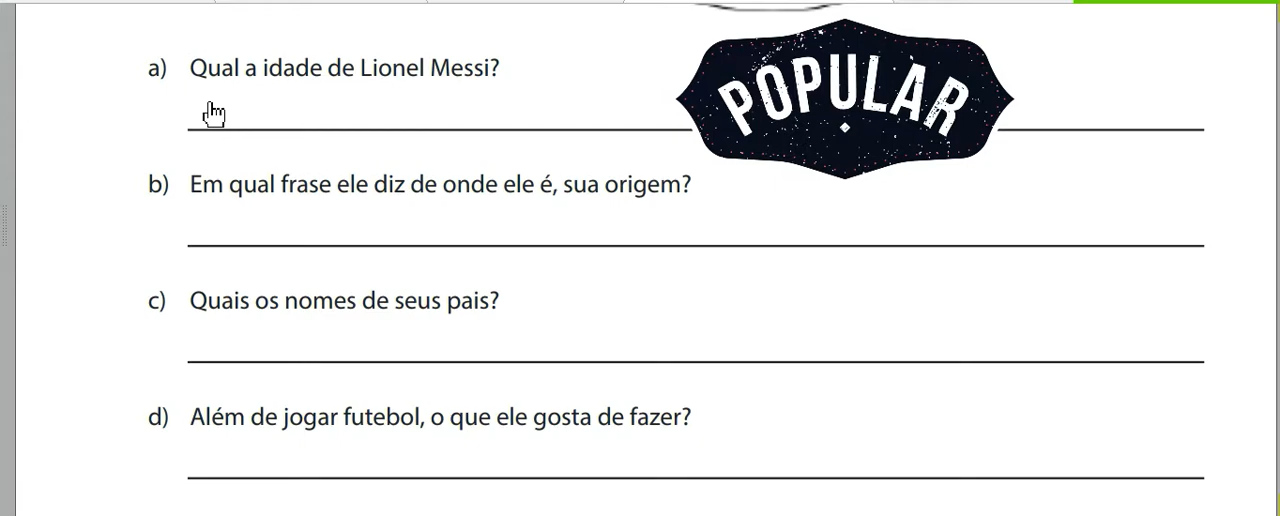 a) Qual a idade de Lionel Messi?
POPULAR
b) Em qual frase ele diz de onde ele é, sua origem?
c) Quais os nomes de seus pais?
d) Além de jogar futebol, o que ele gosta de fazer?